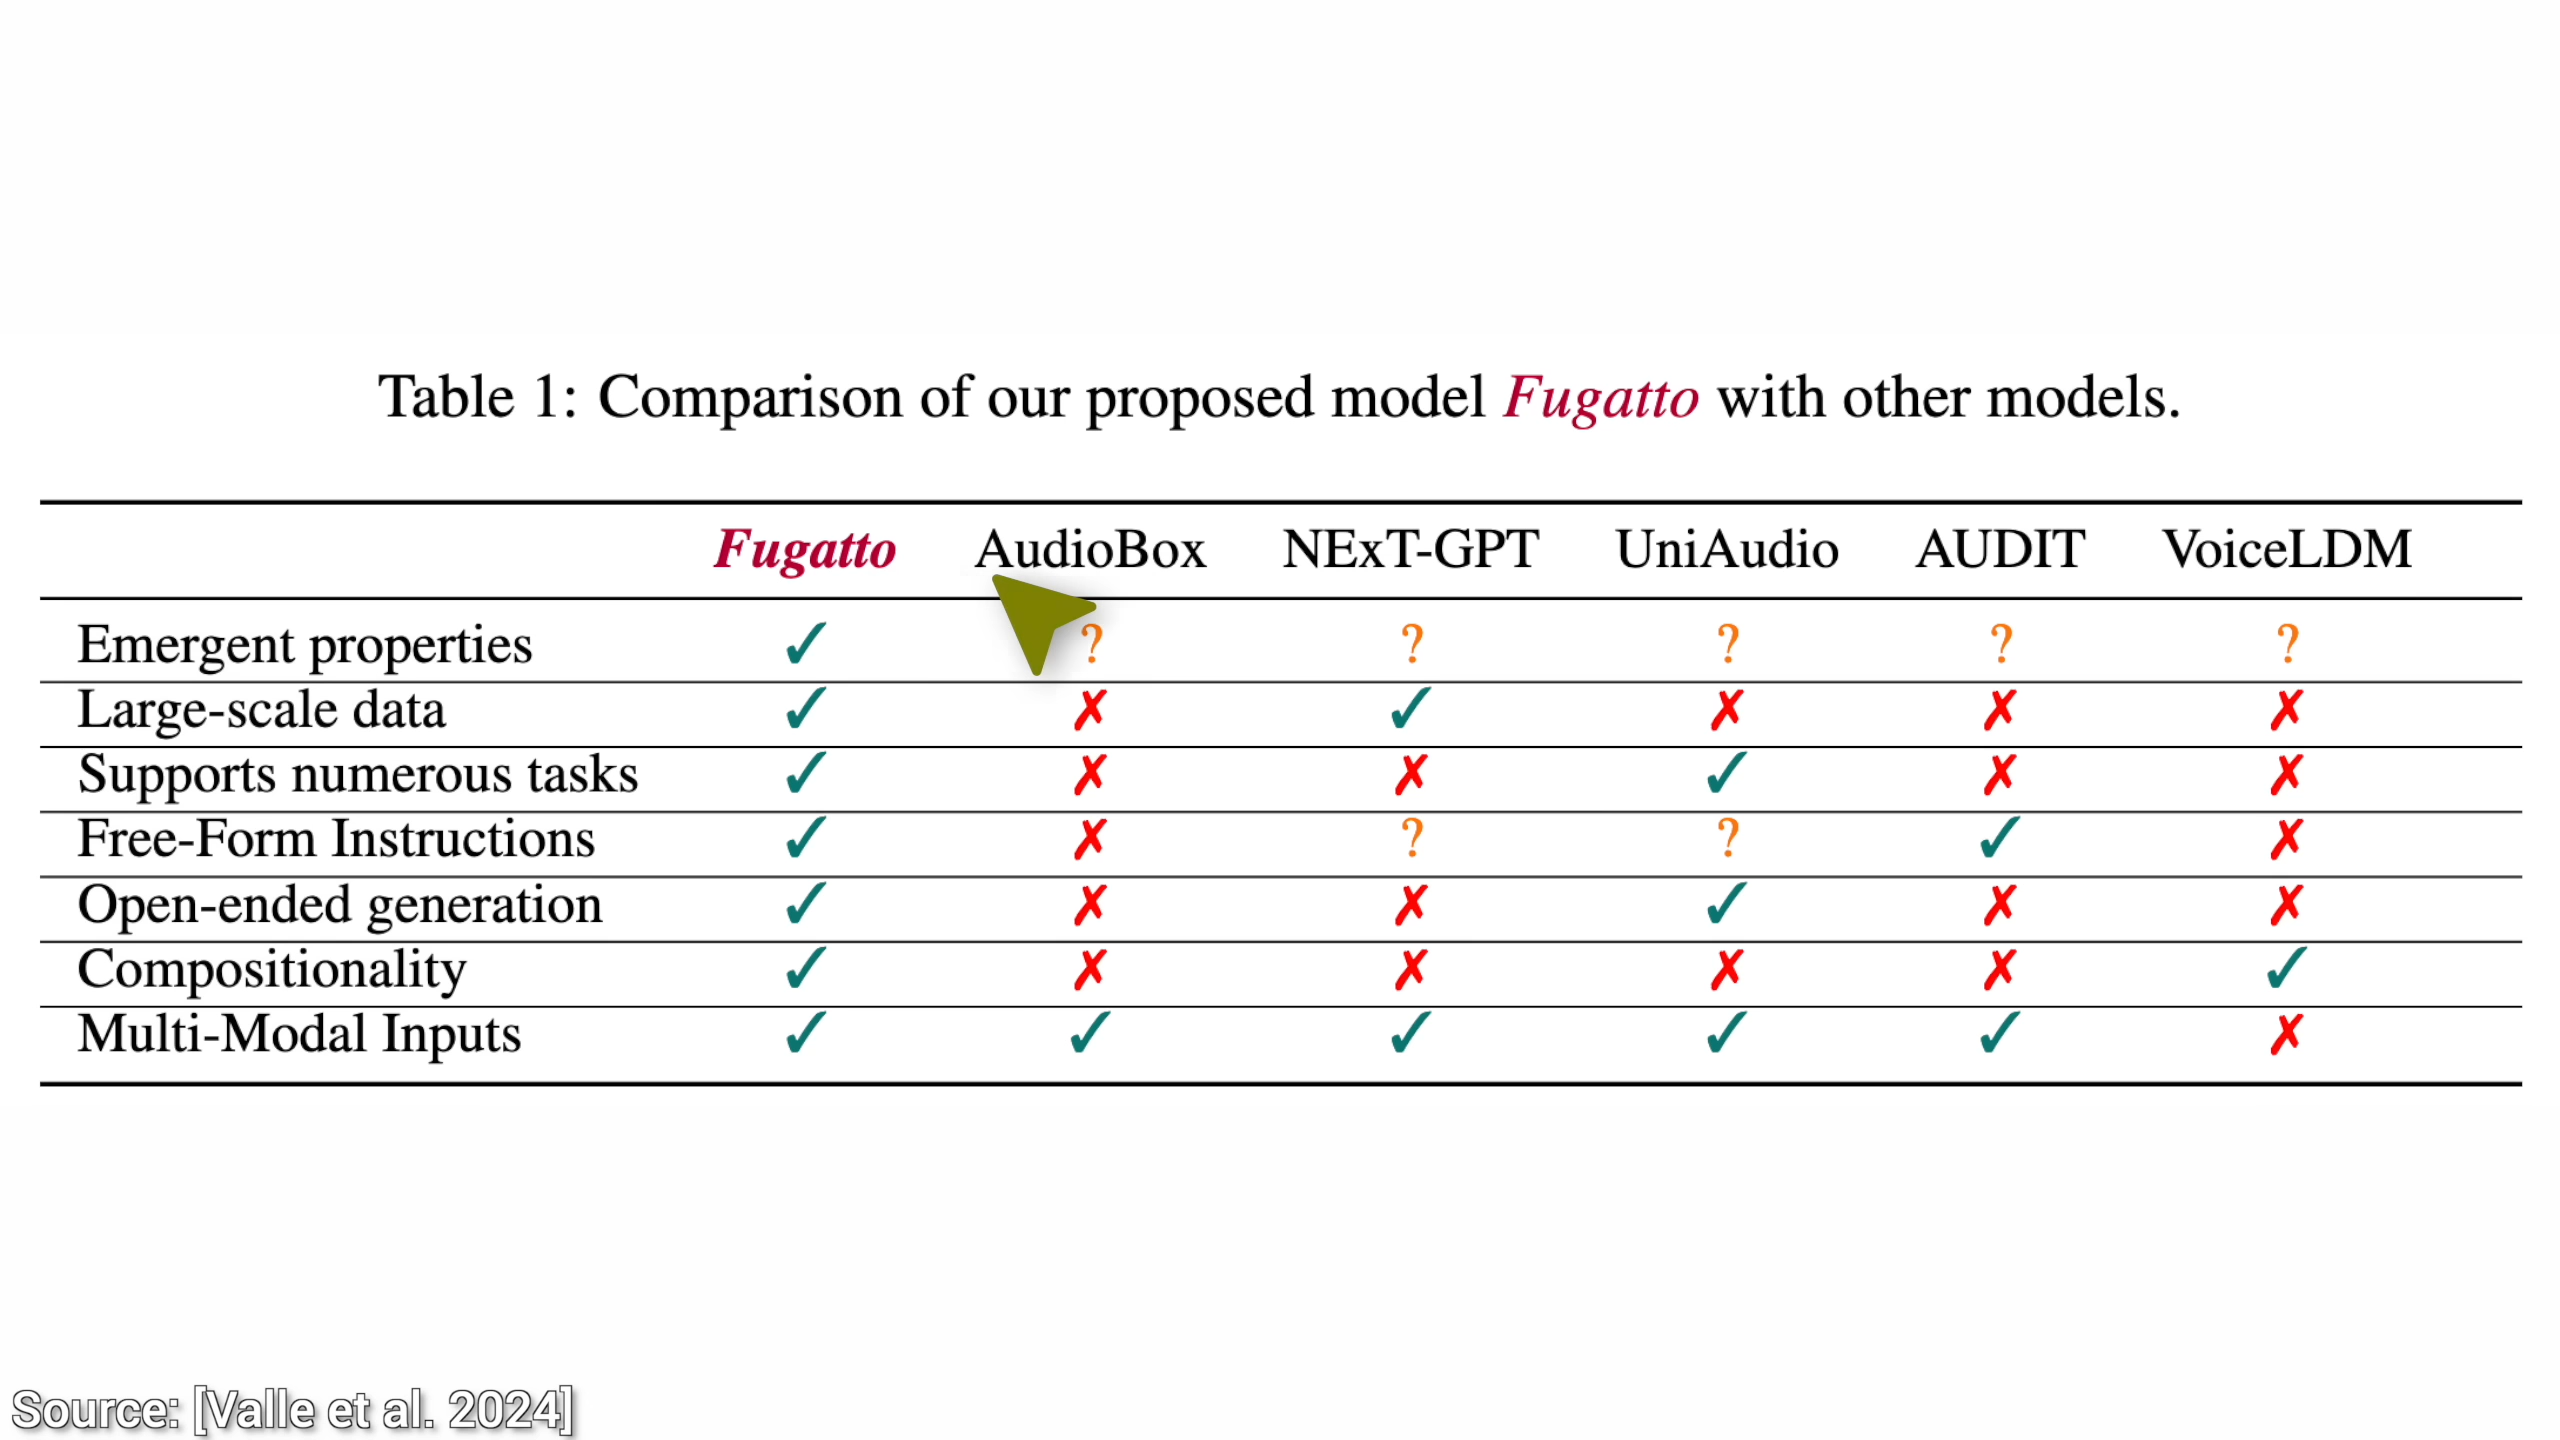 Table 1: Comparison of our proposed model Fugatto with other models.
Fugatto AudioBox NExT-GPT UniAudio AUDIT VoiceLDM
Emergent properties ✓ ? ? ? ? ?
Large-scale data ✓ ✗ ✓ ✗ ✗ ✗
Supports numerous tasks ✓ ✗ ✗ ✓ ✗ ✗
Free-Form Instructions ✓ ✗ ? ? ✓ ✗
Open-ended generation ✓ ✗ ✗ ✓ ✗ ✗
Compositionality ✓ ✗ ✗ ✗ ✗ ✓
Multi-Modal Inputs ✓ ✓ ✓ ✓ ✓ ✗
Source: [Valle et al. 2024]